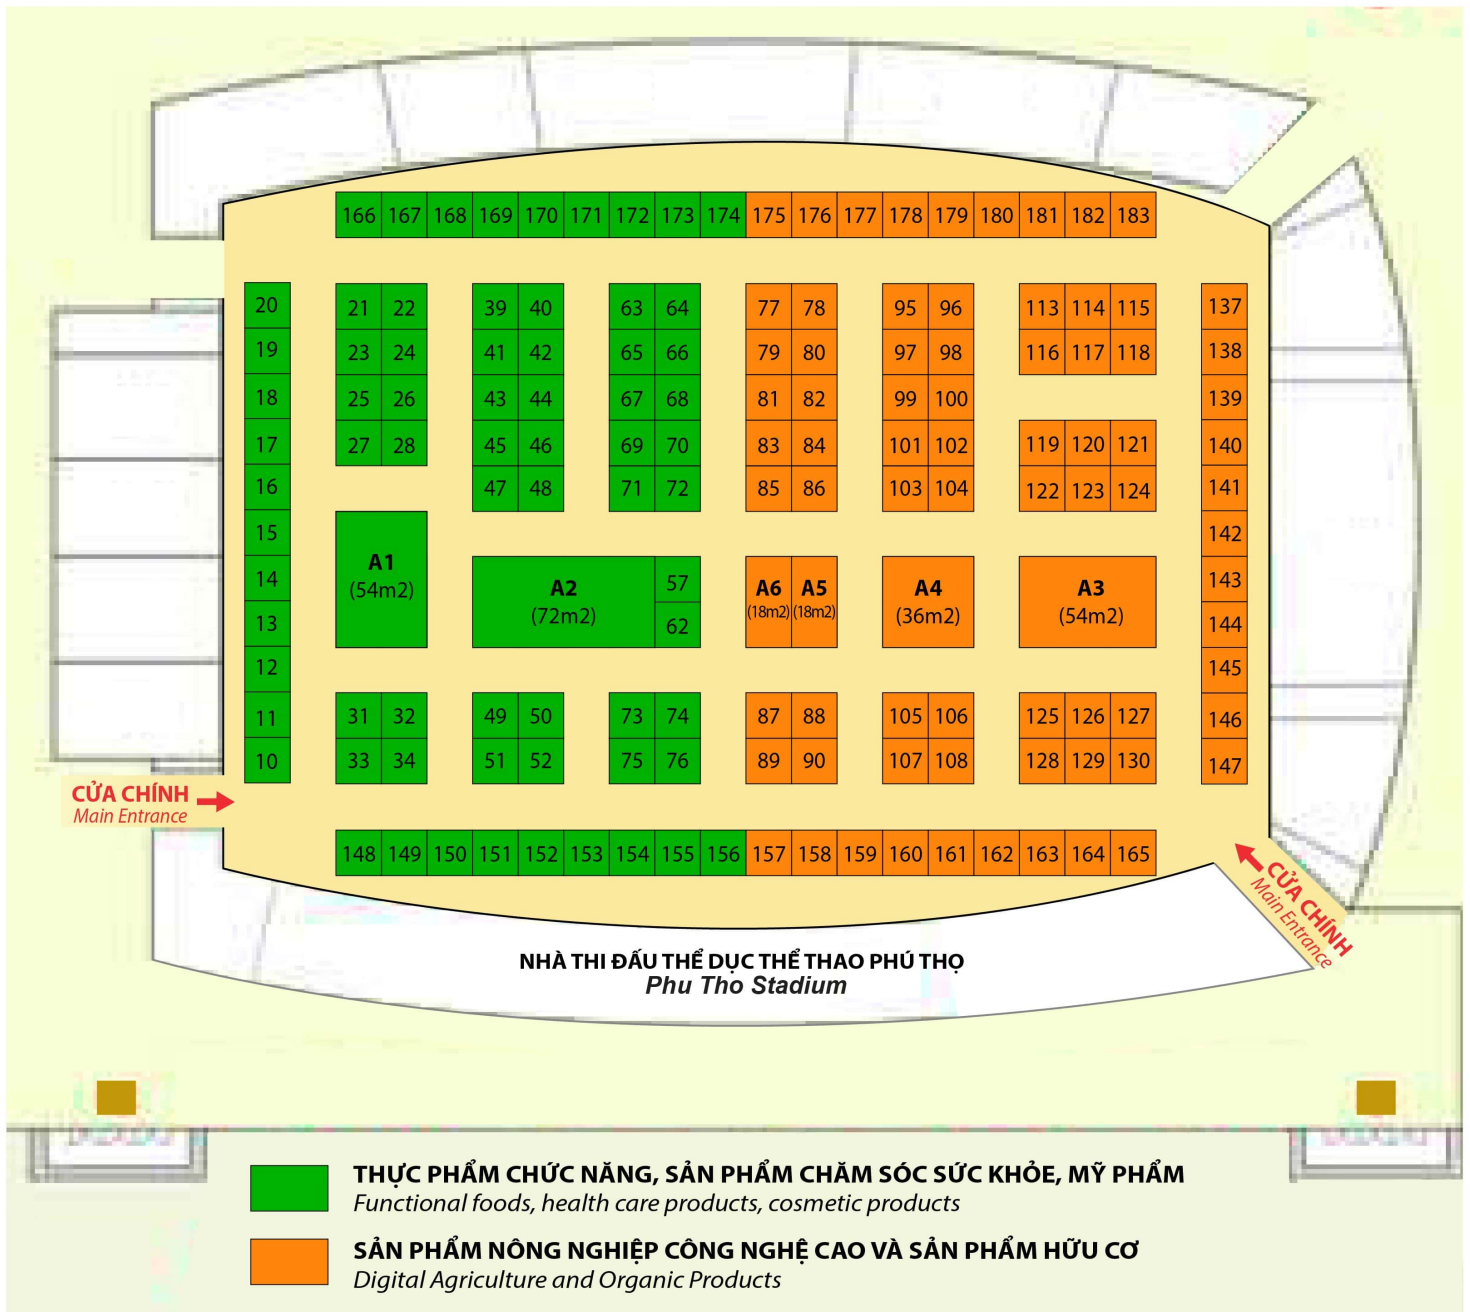 166 167 168 169 170 171 172 173 174 175 176 177 178 179 180 181 182 183
20 21 22 39 40 63 64 77 78 95 96 113 114 115 137
19 23 24 41 42 65 66 79 80 97 98 116 117 118 138
18 25 26 43 44 67 68 81 82 99 100 139
17 27 28 45 46 69 70 83 84 101 102 119 120 121 140
16 47 48 71 72 85 86 103 104 122 123 124 141
15 142
A1
(54m2)
14 57 143
A2
(72m2)
A6 A5 A4 A3
(18m2) (18m2) (36m2) (54m2)
13 62 144
12 145
11 31 32 49 50 73 74 87 88 105 106 125 126 127 146
10 33 34 51 52 75 76 89 90 107 108 128 129 130 147
CỬA CHÍNH
Main Entrance
148 149 150 151 152 153 154 155 156 157 158 159 160 161 162 163 164 165
CỬA CHÍNH
Main Entrance
NHÀ THI ĐẤU THỂ DỤC THỂ THAO PHÚ THỌ
Phu Tho Stadium
THỰC PHẨM CHỨC NĂNG, SẢN PHẨM CHĂM SÓC SỨC KHỎE, MỸ PHẨM
Functional foods, health care products, cosmetic products
SẢN PHẨM NÔNG NGHIỆP CÔNG NGHỆ CAO VÀ SẢN PHẨM HỮU CƠ
Digital Agriculture and Organic Products